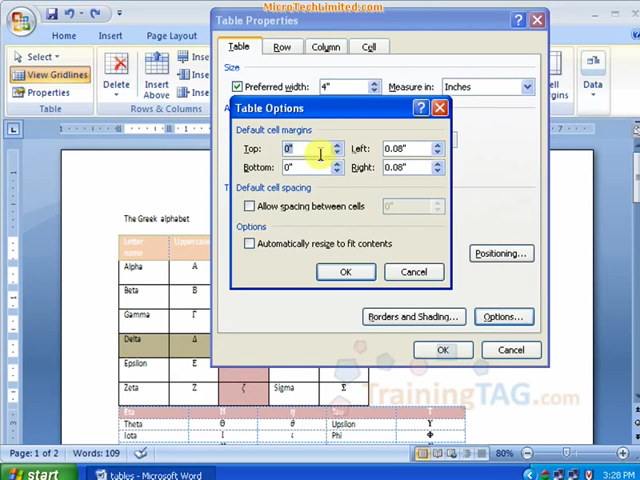 MicroTechLimited.com
Table Properties
Home
Insert
Table
Row
Column
Cell
Select
View Gridlines
Properties
Delete
Rows & Columns
Data
Size
Preferred width: 4"
Measure in: Inches
Table Options
Default cell margins
Top: 0" Left: 0.08"
Bottom: 0" Right: 0.08"
Default cell spacing
Allow spacing between cells 0"
Options
Automatically resize to fit contents
OK Cancel
Positioning...
Borders and Shading... Options...
OK Cancel
The Greek alphabet
Letter name Uppercase
Alpha Α
Beta Β
Gamma Γ
Delta Δ
Epsilon Ε
Zeta Ζ ζ Sigma Σ
Eta Η η Tau Τ
Theta Θ θ Upsilon Υ
Iota Ι ι Phi Φ
TrainingTAG.com
Page: 1 of 2 Words: 109 80%
start tables - Microsoft Word 3:28 PM